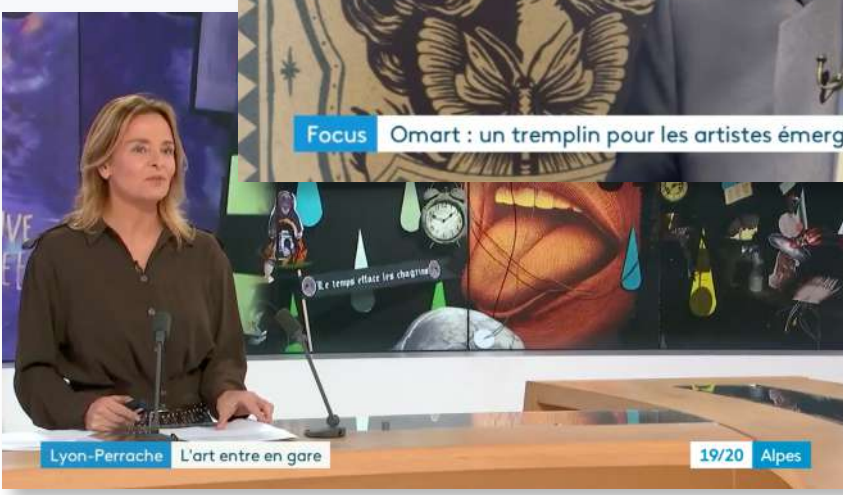 Focus Omart : un tremplin pour les artistes émerg
Le temps efface les chagrins
Lyon-Perrache L'art entre en gare
19/20 Alpes